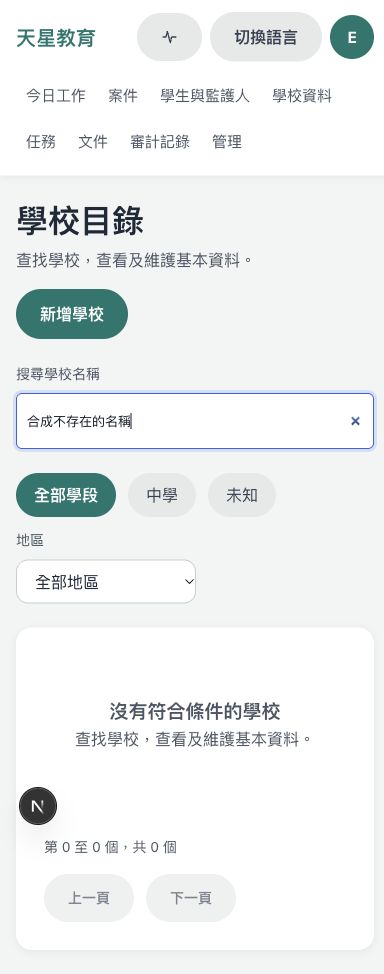 天星教育
切換語言
E
今日工作 案件 學生與監護人 學校資料
任務 文件 審計記錄 管理
學校目錄
查找學校，查看及維護基本資料。
新增學校
搜尋學校名稱
合成不存在的名稱
全部學段 中學 未知
地區
全部地區
沒有符合條件的學校
查找學校，查看及維護基本資料。
N
第 0 至 0 個，共 0 個
上一頁 下一頁